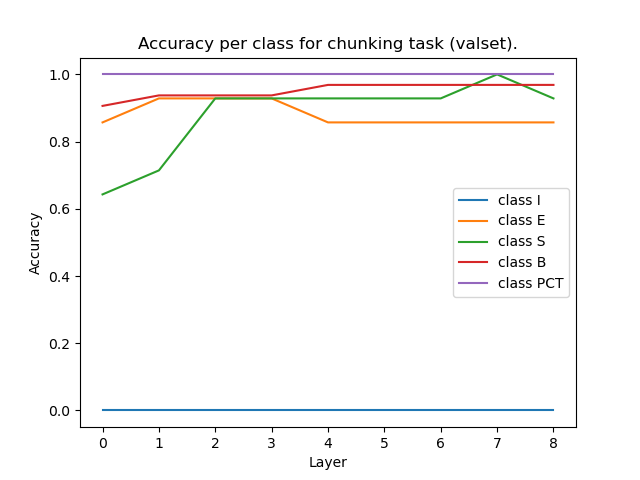 Accuracy per class for chunking task (valset).
1.0
0.8
0.6
0.4
0.2
0.0
Accuracy
class I
class E
class S
class B
class PCT
0 1 2 3 4 5 6 7 8
Layer